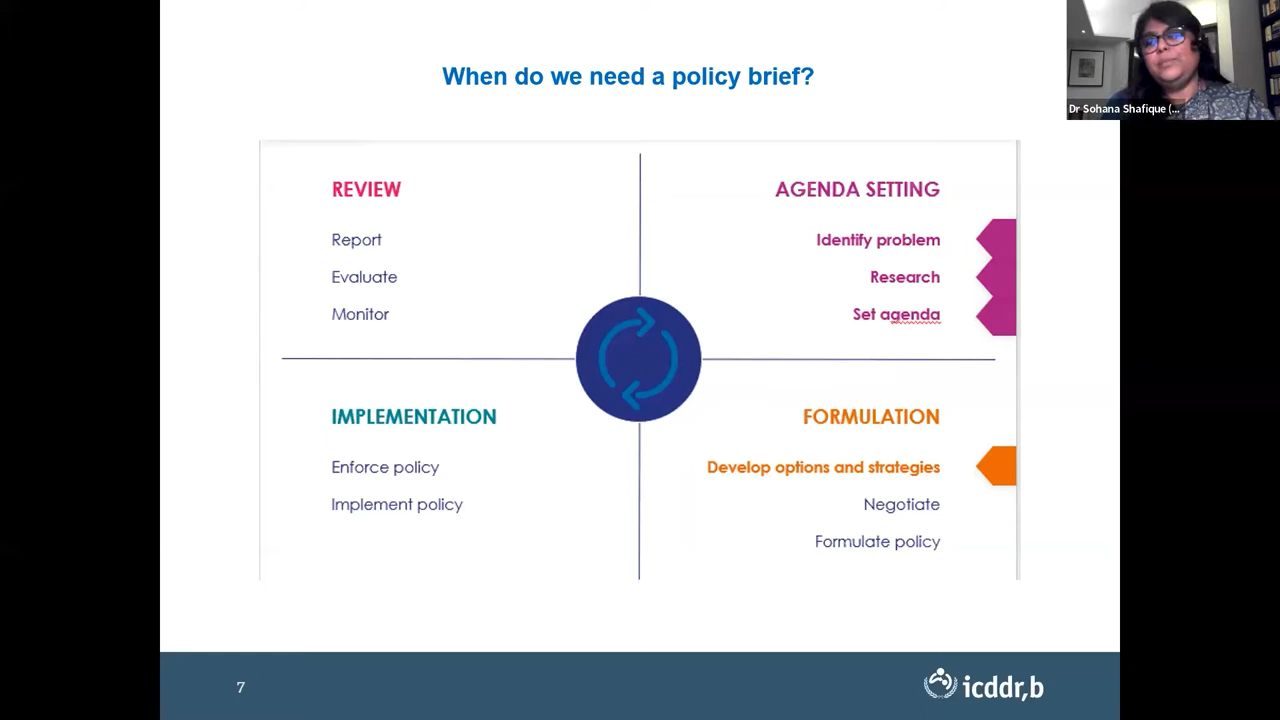 When do we need a policy brief?
Dr Sohana Shafique (...
REVIEW
Report
Evaluate
Monitor
AGENDA SETTING
Identify problem
Research
Set agenda
IMPLEMENTATION
Enforce policy
Implement policy
FORMULATION
Develop options and strategies
Negotiate
Formulate policy
7
icddr,b